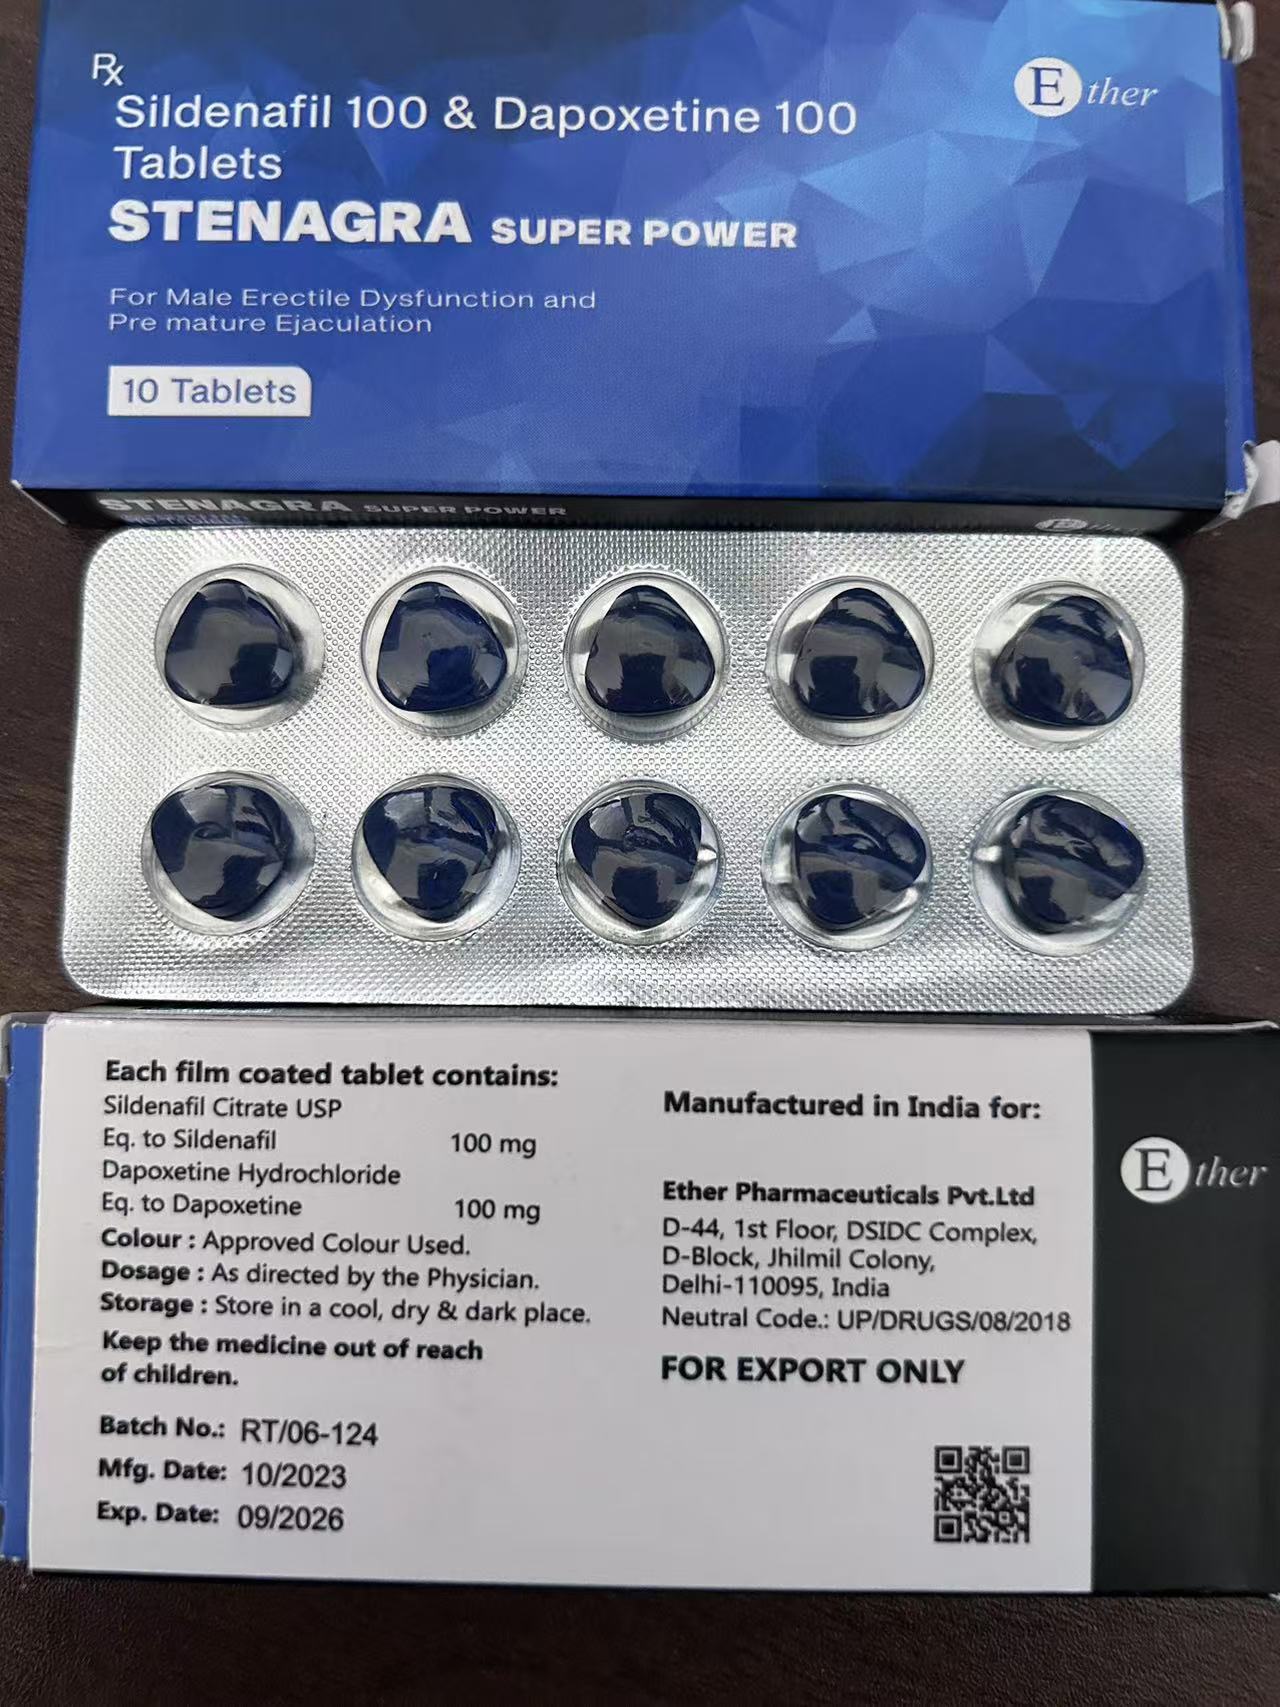 Rx
Sildenafil 100 & Dapoxetine 100
Tablets
STENAGRA SUPER POWER
For Male Erectile Dysfunction and
Pre mature Ejaculation
10 Tablets
Ether
STENAGRA SUPER POWER
Each film coated tablet contains:
Sildenafil Citrate USP
Eq. to Sildenafil 100 mg
Dapoxetine Hydrochloride
Eq. to Dapoxetine 100 mg
Colour : Approved Colour Used.
Dosage : As directed by the Physician.
Storage : Store in a cool, dry & dark place.
Keep the medicine out of reach
of children.
Batch No.: RT/06-124
Mfg. Date: 10/2023
Exp. Date: 09/2026
Manufactured in India for:
Ether Pharmaceuticals Pvt.Ltd
D-44, 1st Floor, DSIDC Complex,
D-Block, Jhilmil Colony,
Delhi-110095, India
Neutral Code.: UP/DRUGS/08/2018
FOR EXPORT ONLY
Ether